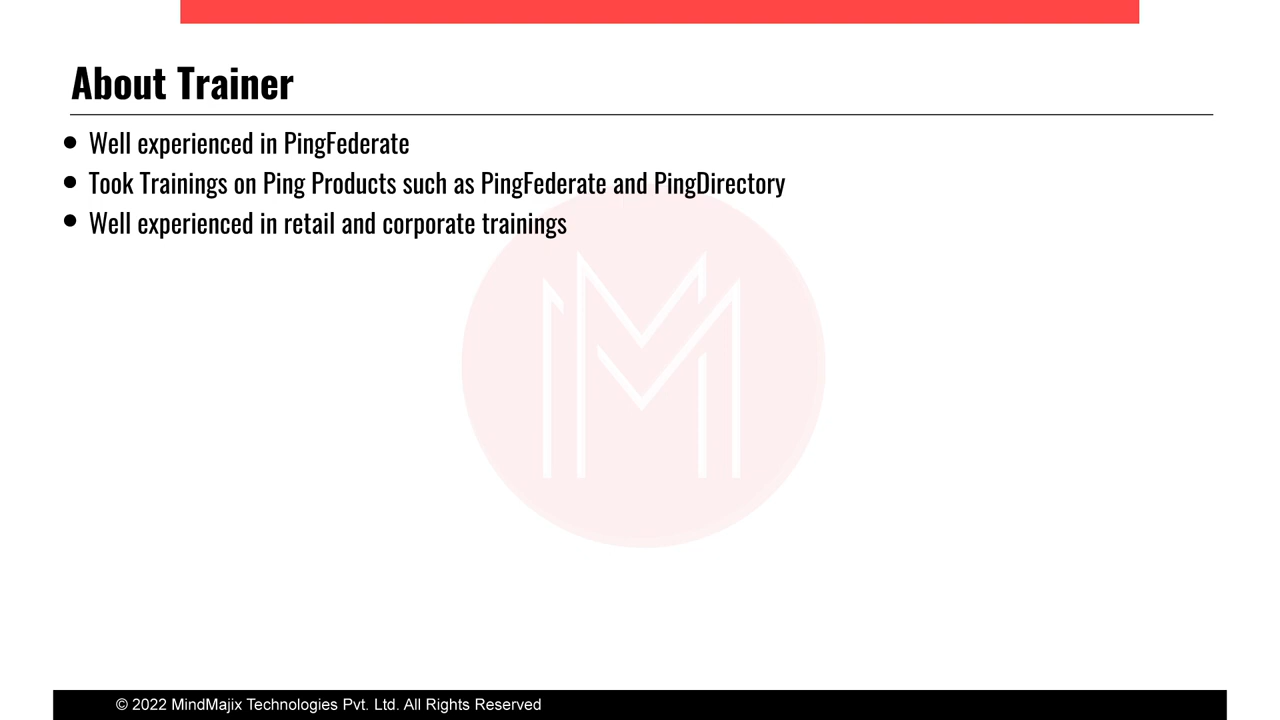 About Trainer
● Well experienced in PingFederate
● Took Trainings on Ping Products such as PingFederate and PingDirectory
● Well experienced in retail and corporate trainings
© 2022 MindMajix Technologies Pvt. Ltd. All Rights Reserved